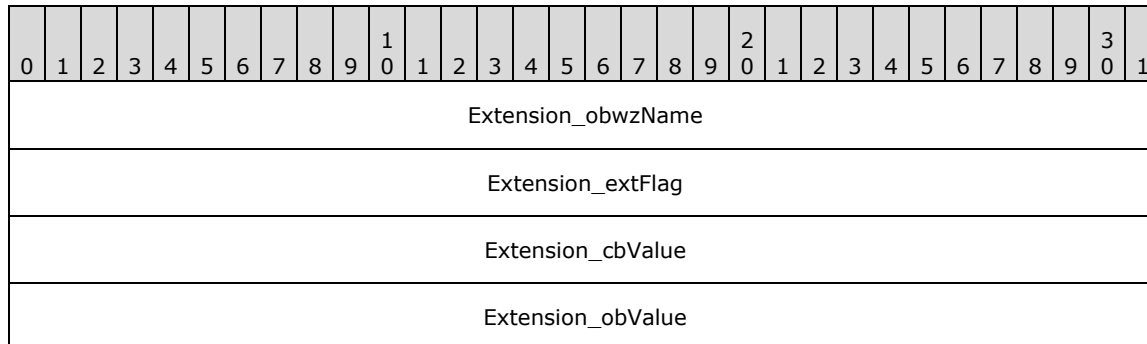 1 2 3
0 1 2 3 4 5 6 7 8 9 0 1 2 3 4 5 6 7 8 9 0 1 2 3 4 5 6 7 8 9 0 1
Extension_obwzName
Extension_extFlag
Extension_cbValue
Extension_obValue